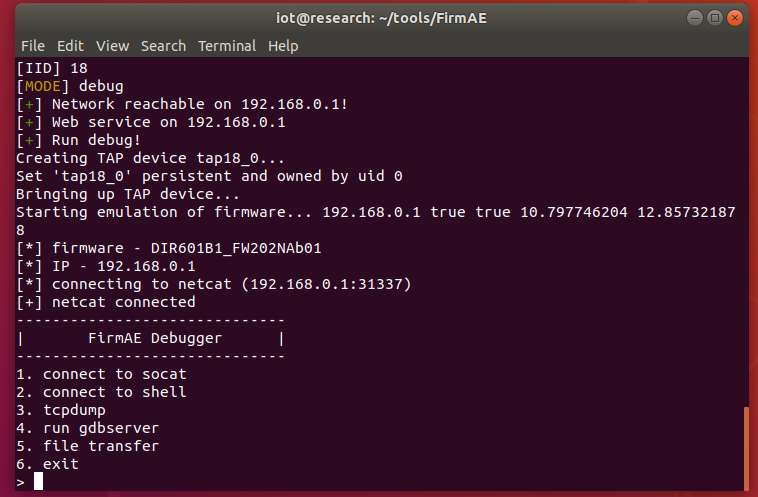 iot@research: ~/tools/FirmAE
File Edit View Search Terminal Help
[IID] 18
[MODE] debug
[+] Network reachable on 192.168.0.1!
[+] Web service on 192.168.0.1
[+] Run debug!
Creating TAP device tap18_0...
Set 'tap18_0' persistent and owned by uid 0
Bringing up TAP device...
Starting emulation of firmware... 192.168.0.1 true true 10.797746204 12.85732187
8
[*] firmware - DIR601B1_FW202NAb01
[*] IP - 192.168.0.1
[*] connecting to netcat (192.168.0.1:31337)
[+] netcat connected
------------------------------
|       FirmAE Debugger      |
------------------------------
1. connect to socat
2. connect to shell
3. tcpdump
4. run gdbserver
5. file transfer
6. exit
>